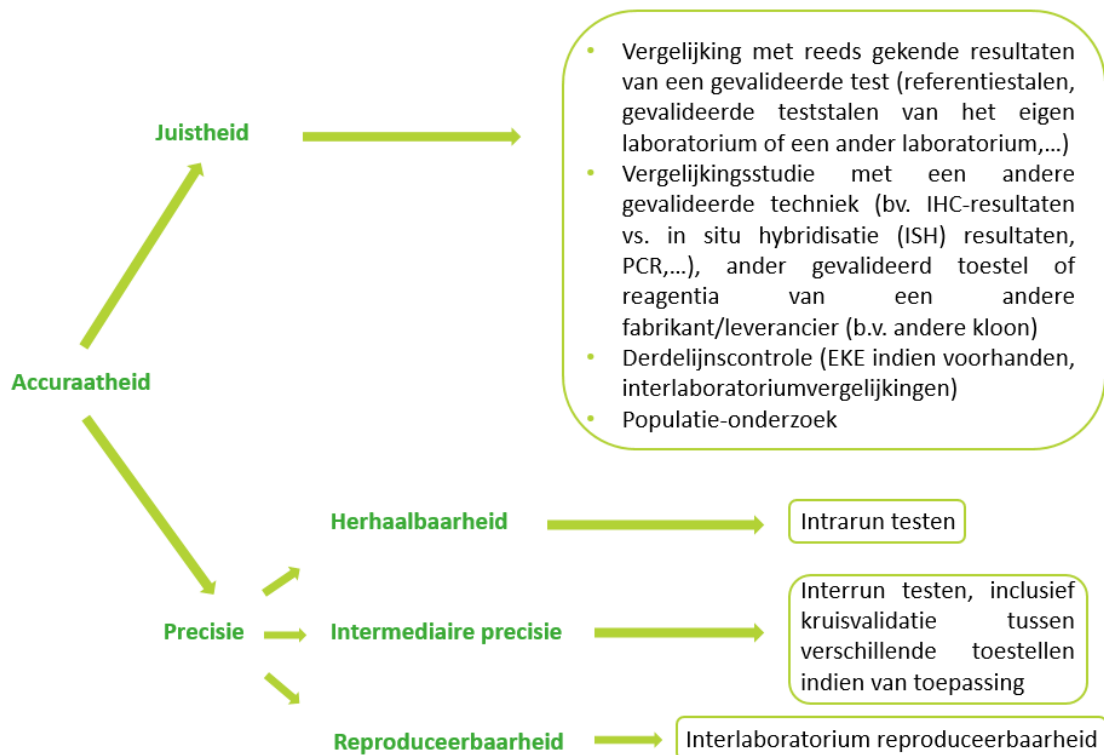 Juistheid
• Vergelijking met reeds gekende resultaten
van een gevalideerde test (referentiestalen,
gevalideerde teststalen van het eigen
laboratorium of een ander laboratorium,...)
• Vergelijkingsstudie met een andere
gevalideerde techniek (bv. IHC-resultaten
vs. in situ hybridisatie (ISH) resultaten,
PCR,...), ander gevalideerd toestel of
reagentia van een andere
fabrikant/leverancier (b.v. andere kloon)
• Derdelijnscontrole (EKE indien voorhanden,
interlaboratoriumvergelijkingen)
• Populatie-onderzoek
Accuraatheid
Herhaalbaarheid
Intrarun testen
Precisie
Intermediaire precisie
Interrun testen, inclusief
kruisvalidatie tussen
verschillende toestellen
indien van toepassing
Reproduceerbaarheid
Interlaboratorium reproduceerbaarheid